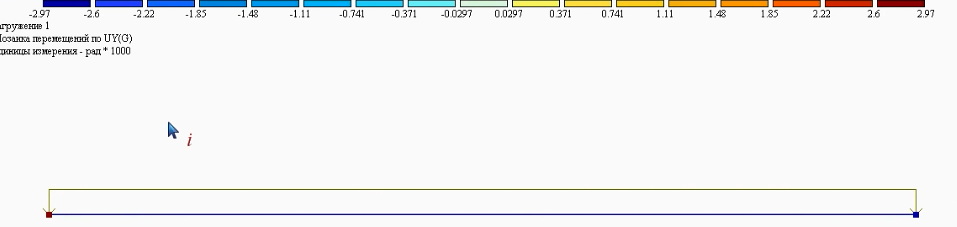 -2.97 -2.6 -2.22 -1.85 -1.48 -1.11 -0.741 -0.371 -0.0297 0.0297 0.371 0.741 1.11 1.48 1.85 2.22 2.6 2.97
агружение 1
Мозаика перемещений по UY(G)
диницы измерения - рад * 1000
i